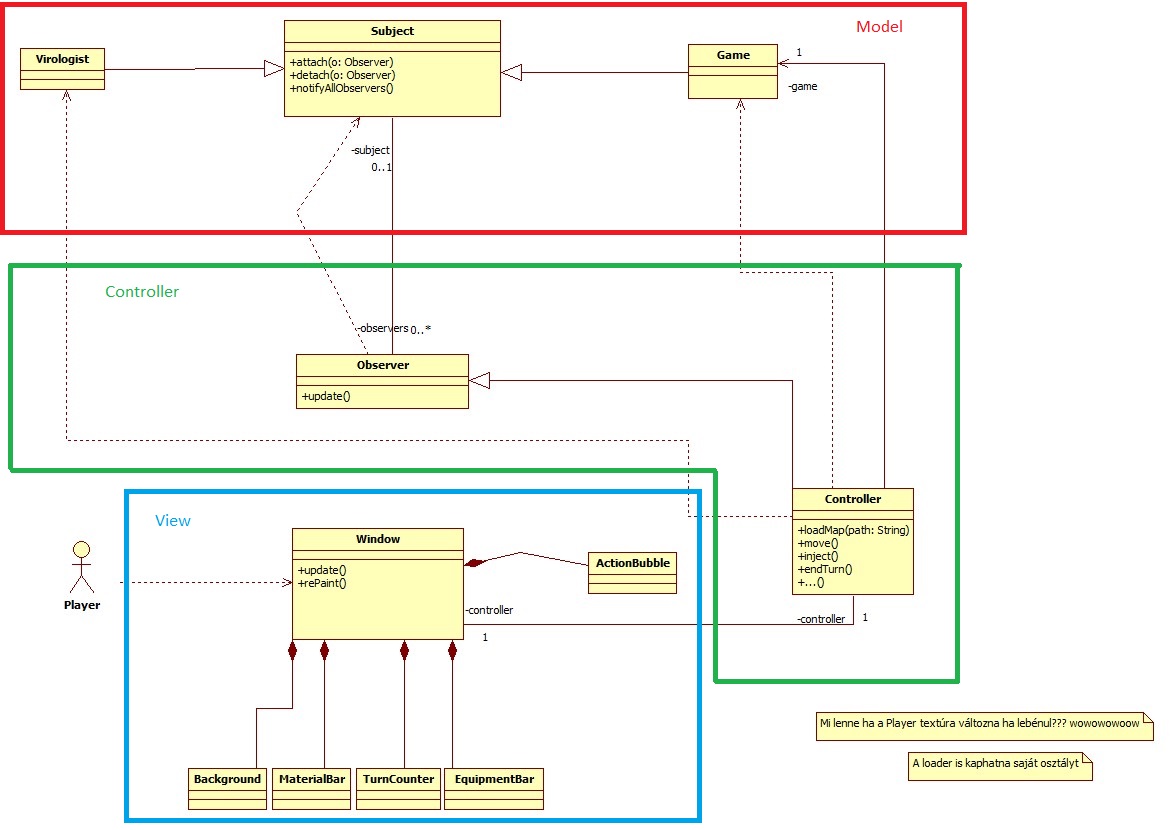 Model
Virologist
Subject
+attach(o: Observer)
+detach(o: Observer)
+notifyAllObservers()
Game
1
-game
-subject
0..1
Controller
-observers
0..*
Observer
+update()
Controller
+loadMap(path: String)
+move()
+inject()
+endTurn()
+...()
View
Window
+update()
+rePaint()
ActionBubble
Player
-controller
1
-controller
1
Background
MaterialBar
TurnCounter
EquipmentBar
Mi lenne ha a Player textúra változna ha lebénul??? wowowowoow
A loader is kaphatna saját osztályt